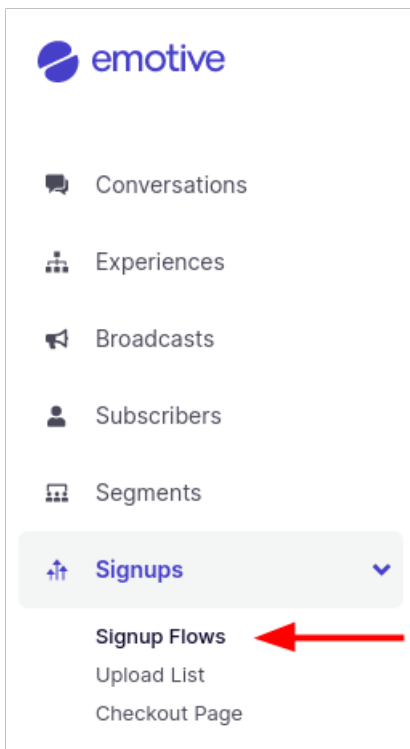 emotive
Conversations
Experiences
Broadcasts
Subscribers
Segments
Signups
Signup Flows
Upload List
Checkout Page